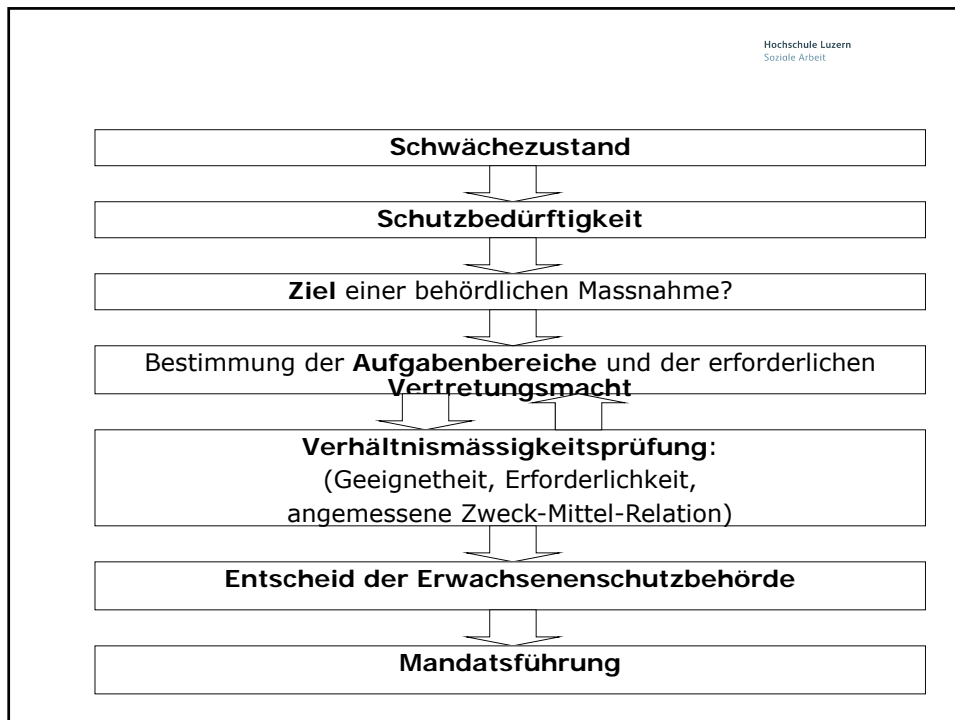 Hochschule Luzern
Soziale Arbeit
Schwächezustand
Schutzbedürftigkeit
Ziel einer behördlichen Massnahme?
Bestimmung der Aufgabenbereiche und der erforderlichen
Vertretungsmacht
Verhältnismässigkeitsprüfung:
(Geeignetheit, Erforderlichkeit,
angemessene Zweck-Mittel-Relation)
Entscheid der Erwachsenenschutzbehörde
Mandatsführung